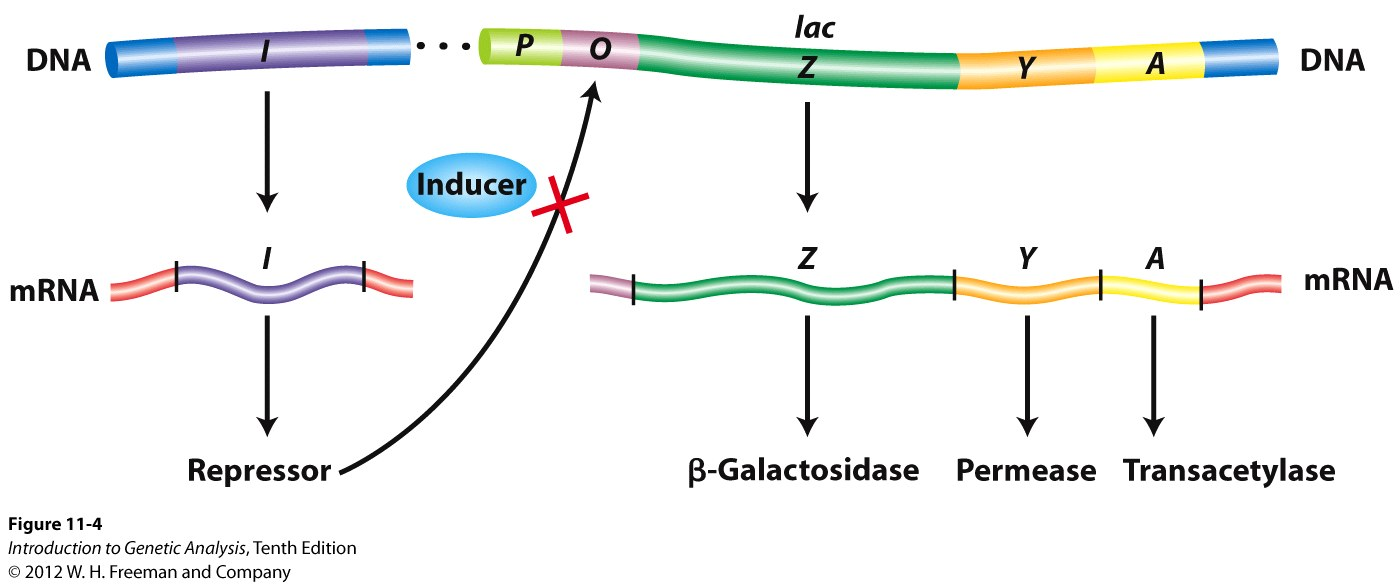 lac
DNA I P O Z Y A DNA
Inducer
mRNA I Z Y A mRNA
Repressor β-Galactosidase Permease Transacetylase
Figure 11-4
Introduction to Genetic Analysis, Tenth Edition
© 2012 W. H. Freeman and Company